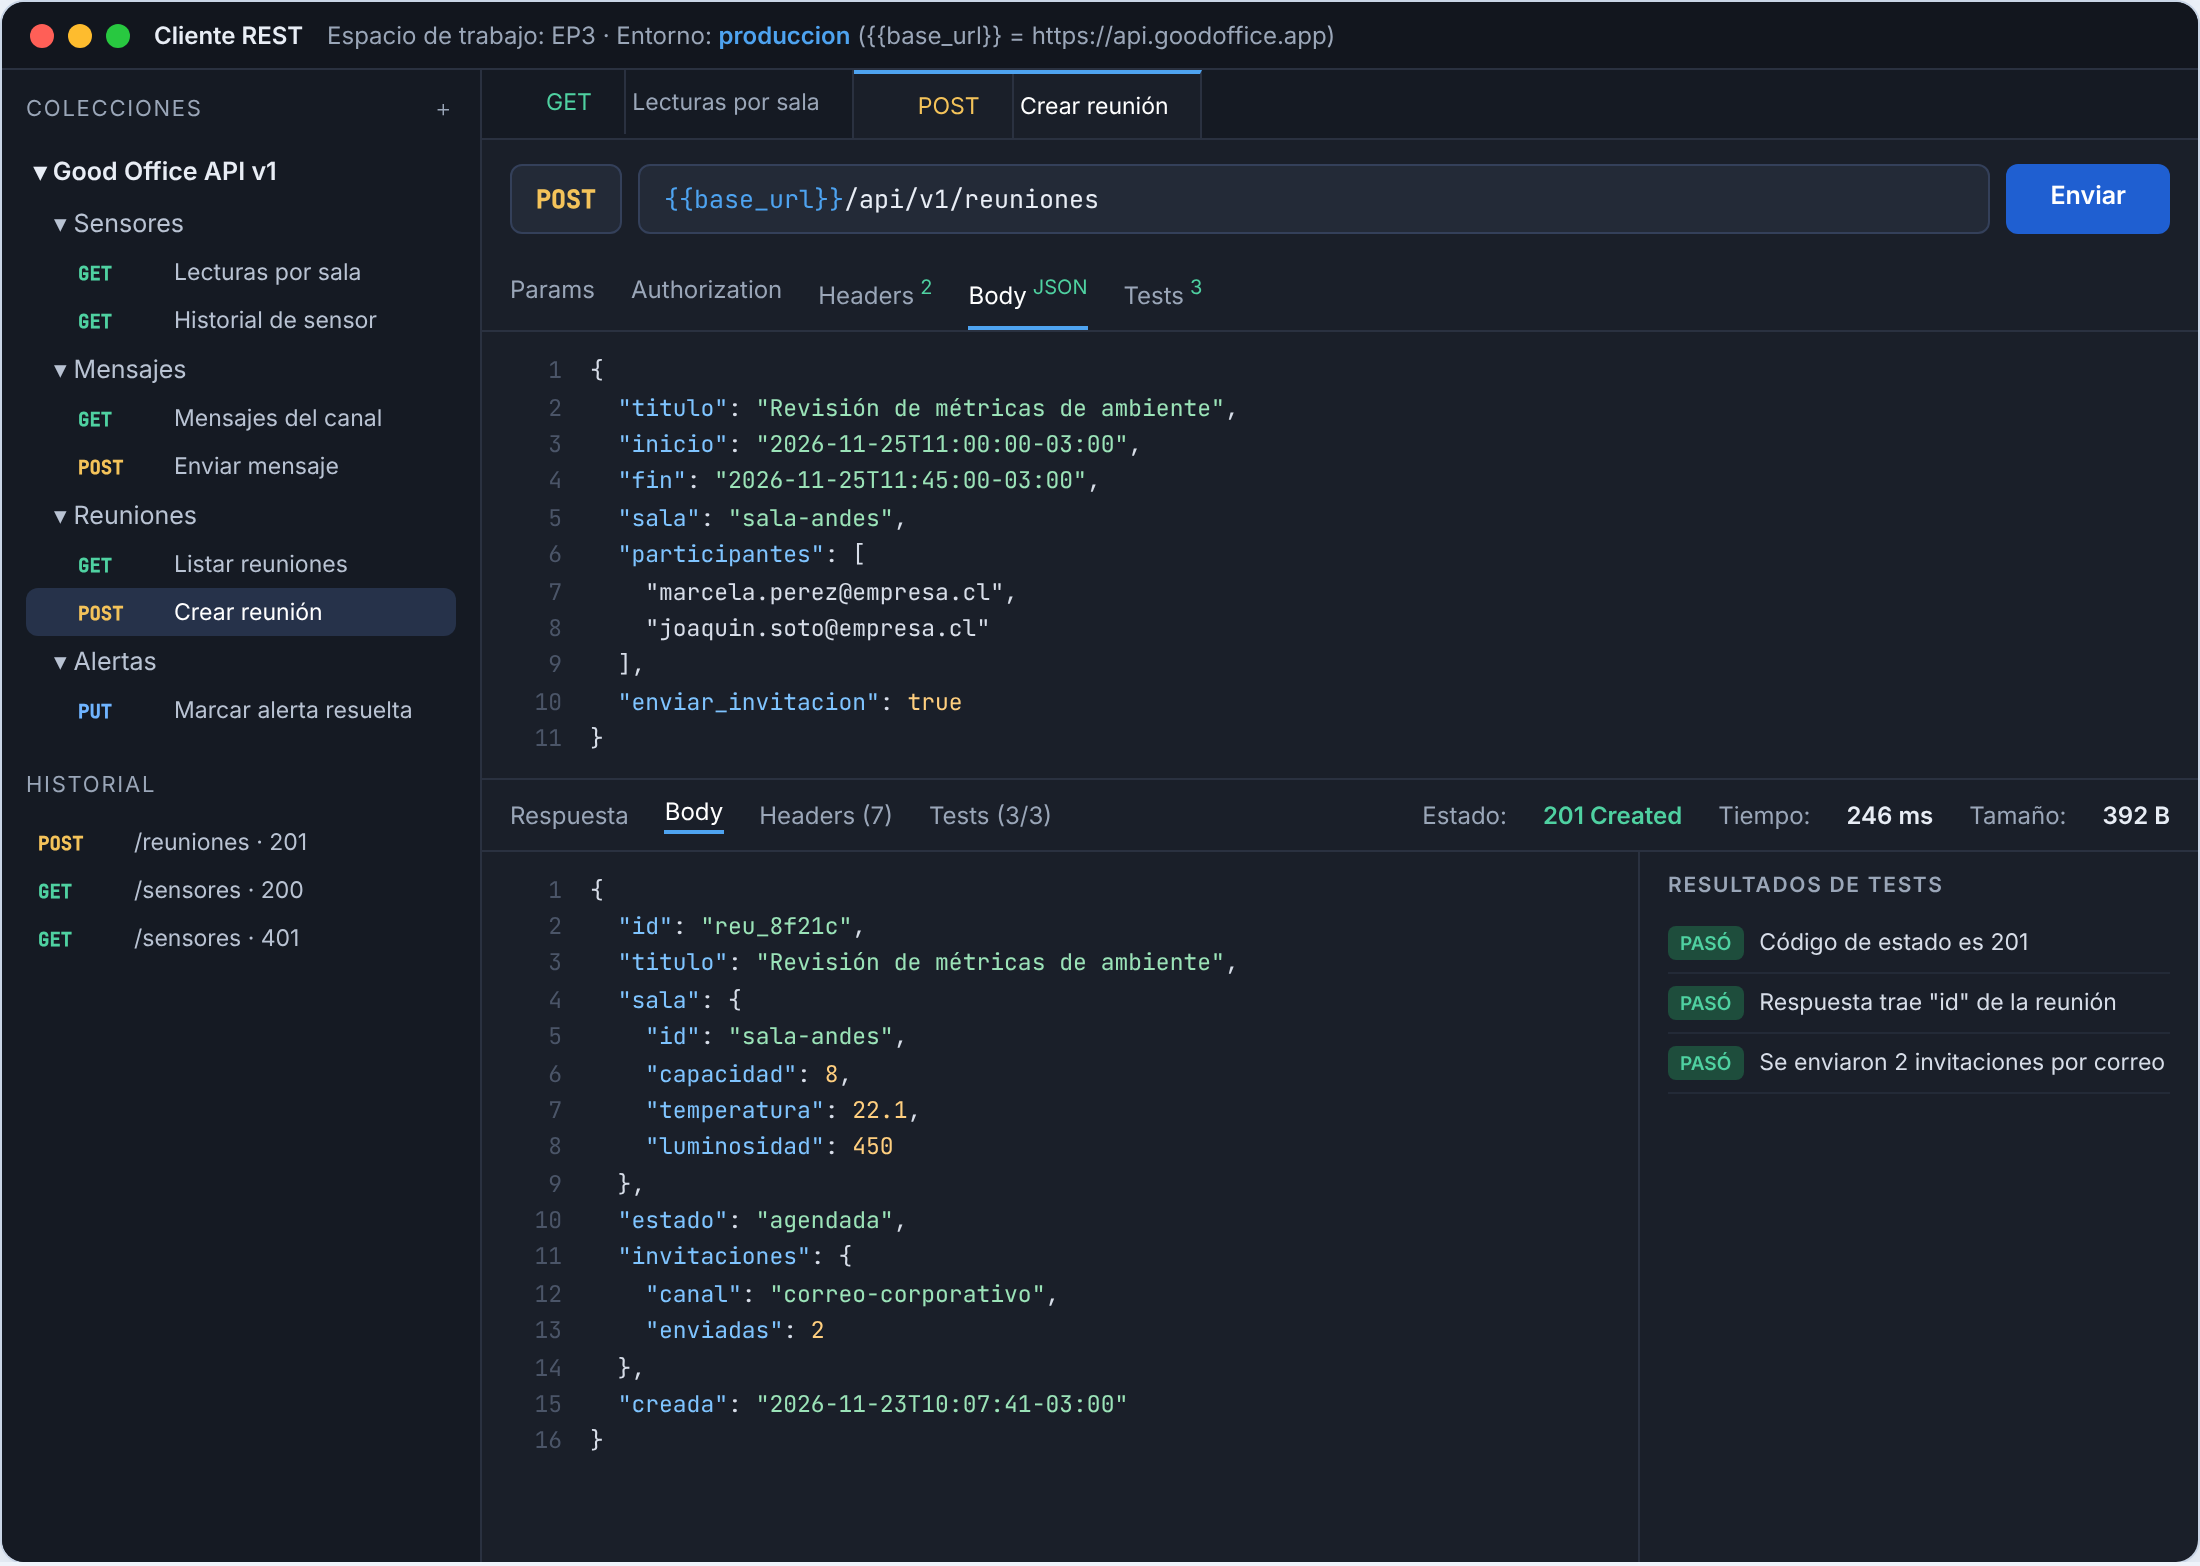 Cliente REST Espacio de trabajo: EP3 · Entorno: produccion ({{base_url}} = https://api.goodoffice.app)
COLECCIONES +
▾ Good Office API v1
▾ Sensores
GET Lecturas por sala
GET Historial de sensor
▾ Mensajes
GET Mensajes del canal
POST Enviar mensaje
▾ Reuniones
GET Listar reuniones
POST Crear reunión
▾ Alertas
PUT Marcar alerta resuelta
HISTORIAL
POST /reuniones · 201
GET /sensores · 200
GET /sensores · 401
GET Lecturas por sala POST Crear reunión
POST {{base_url}}/api/v1/reuniones Enviar
Params Authorization Headers 2 Body JSON Tests 3
1 {
2 "titulo": "Revisión de métricas de ambiente",
3 "inicio": "2026-11-25T11:00:00-03:00",
4 "fin": "2026-11-25T11:45:00-03:00",
5 "sala": "sala-andes",
6 "participantes": [
7 "marcela.perez@empresa.cl",
8 "joaquin.soto@empresa.cl"
9 ],
10 "enviar_invitacion": true
11 }
Respuesta Body Headers (7) Tests (3/3) Estado: 201 Created Tiempo: 246 ms Tamaño: 392 B
1 {
2 "id": "reu_8f21c",
3 "titulo": "Revisión de métricas de ambiente",
4 "sala": {
5 "id": "sala-andes",
6 "capacidad": 8,
7 "temperatura": 22.1,
8 "luminosidad": 450
9 },
10 "estado": "agendada",
11 "invitaciones": {
12 "canal": "correo-corporativo",
13 "enviadas": 2
14 },
15 "creada": "2026-11-23T10:07:41-03:00"
16 }
RESULTADOS DE TESTS
PASÓ Código de estado es 201
PASÓ Respuesta trae "id" de la reunión
PASÓ Se enviaron 2 invitaciones por correo